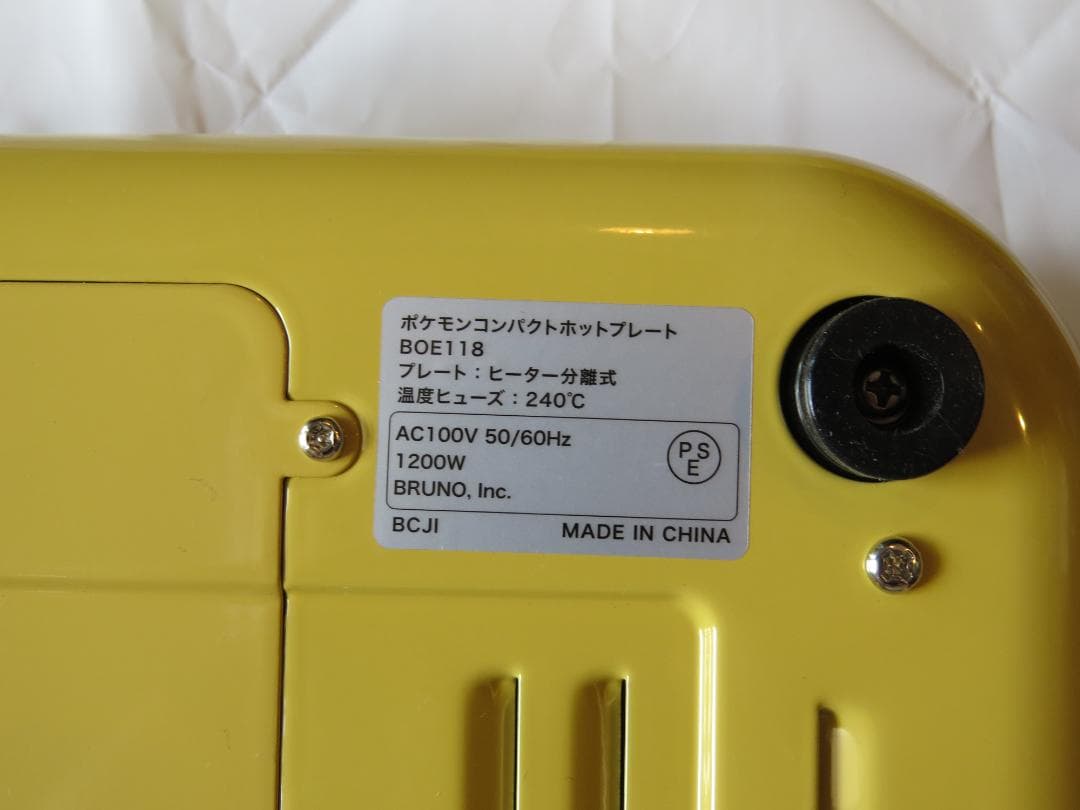 ポケモンコンパクトホットプレート
BOE118
プレート：ヒーター分離式
温度ヒューズ：240℃
AC100V 50/60Hz
1200W
BRUNO, Inc.
PSE
BCJI
MADE IN CHINA